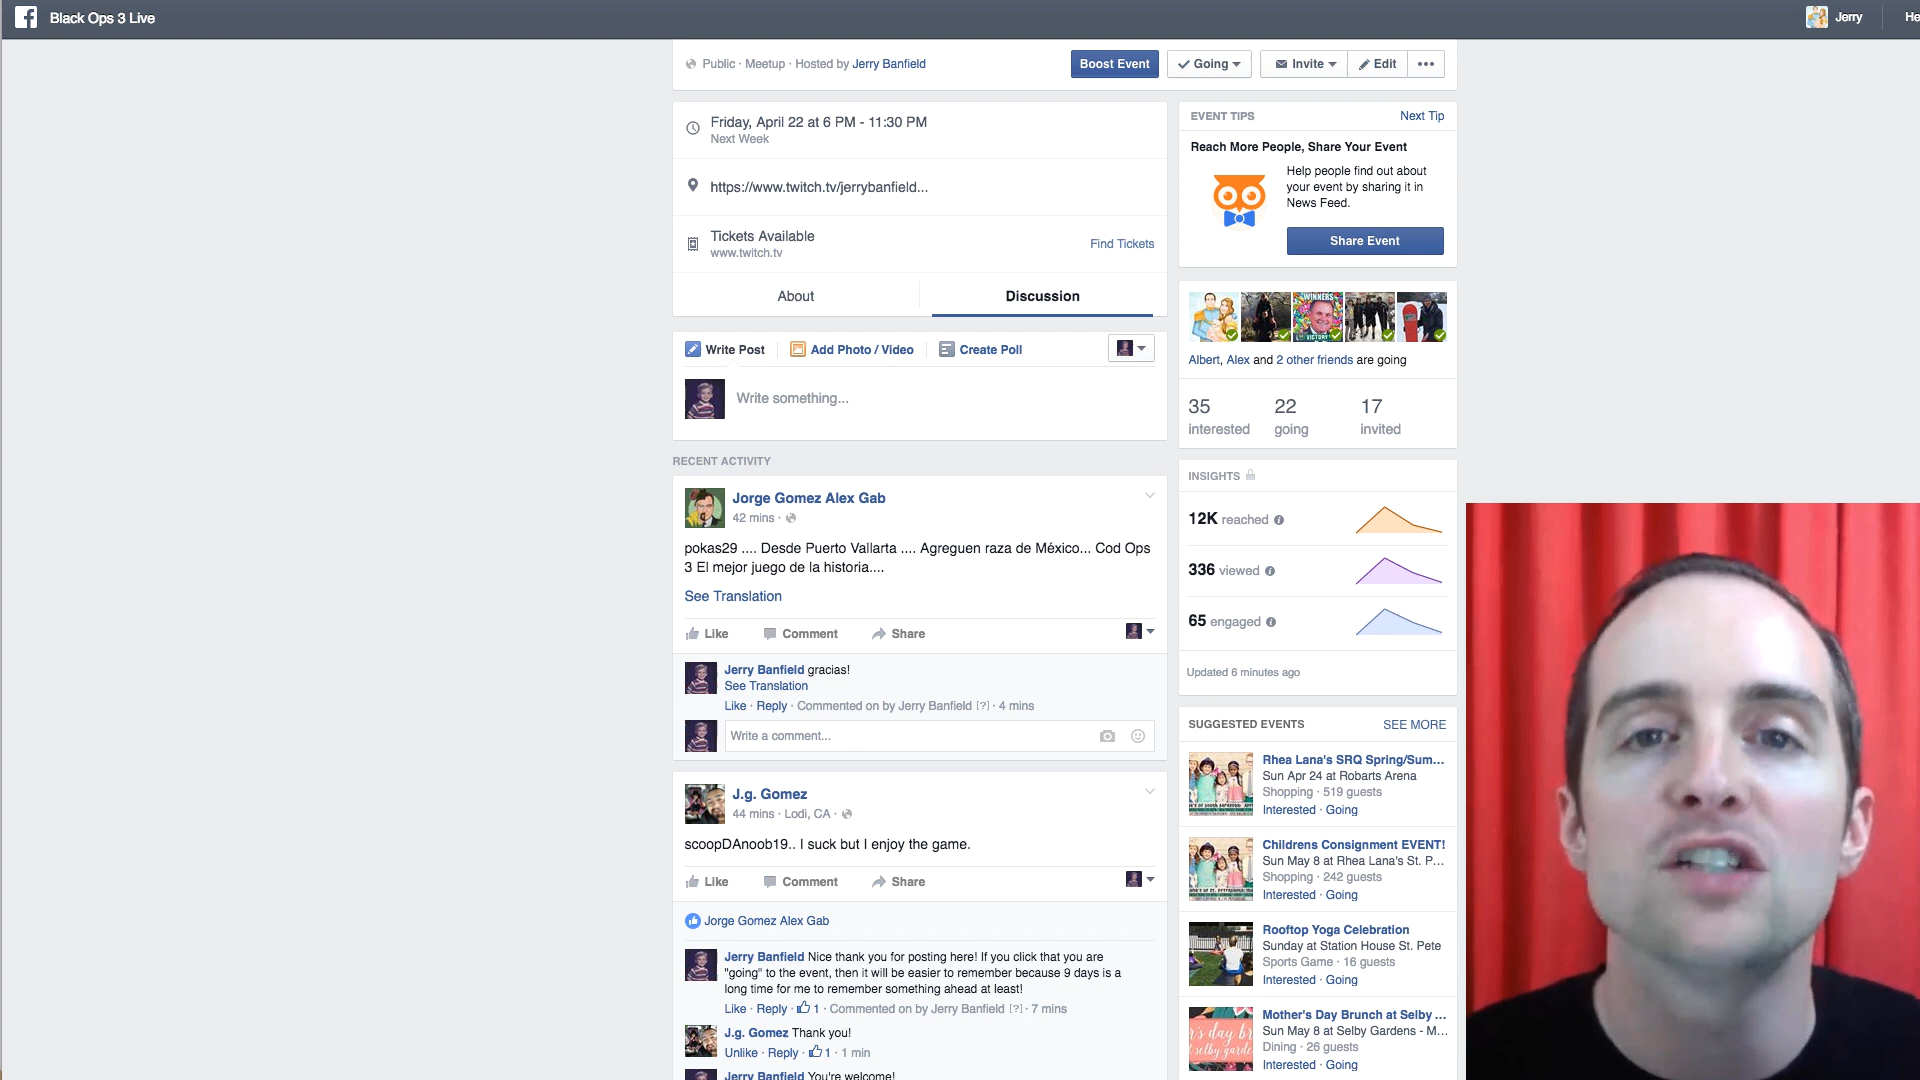 Black Ops 3 Live
Jerry
He
Public · Meetup · Hosted by Jerry Banfield
Boost Event
Going
Invite
Edit
Friday, April 22 at 6 PM - 11:30 PM
Next Week
https://www.twitch.tv/jerrybanfield...
Tickets Available
www.twitch.tv
Find Tickets
About
Discussion
Write Post
Add Photo / Video
Create Poll
Write something...
RECENT ACTIVITY
Jorge Gomez Alex Gab
42 mins ·
pokas29 .... Desde Puerto Vallarta .... Agreguen raza de México... Cod Ops
3 El mejor juego de la historia....
See Translation
Like
Comment
Share
Jerry Banfield gracias!
See Translation
Like · Reply · Commented on by Jerry Banfield [?] · 4 mins
Write a comment...
J.g. Gomez
44 mins · Lodi, CA ·
scoopDAnoob19.. I suck but I enjoy the game.
Like
Comment
Share
Jorge Gomez Alex Gab
Jerry Banfield Nice thank you for posting here! If you click that you are
"going" to the event, then it will be easier to remember because 9 days is a
long time for me to remember something ahead at least!
Like · Reply · 1 · Commented on by Jerry Banfield [?] · 7 mins
J.g. Gomez Thank you!
Unlike · Reply · 1 · 1 min
Jerry Banfield You're welcome!
EVENT TIPS
Next Tip
Reach More People, Share Your Event
Help people find out about
your event by sharing it in
News Feed.
Share Event
WINNERS
VICTORY
Albert, Alex and 2 other friends are going
35
interested
22
going
17
invited
INSIGHTS
12K reached
336 viewed
65 engaged
Updated 6 minutes ago
SUGGESTED EVENTS
SEE MORE
Rhea Lana's SRQ Spring/Sum...
Sun Apr 24 at Robarts Arena
Shopping · 519 guests
Interested · Going
Childrens Consignment EVENT!
Sun May 8 at Rhea Lana's St. P...
Shopping · 242 guests
Interested · Going
Rooftop Yoga Celebration
Sunday at Station House St. Pete
Sports Game · 16 guests
Interested · Going
Mother's Day Brunch at Selby ...
Sun May 8 at Selby Gardens - M...
Dining · 26 guests
Interested · Going